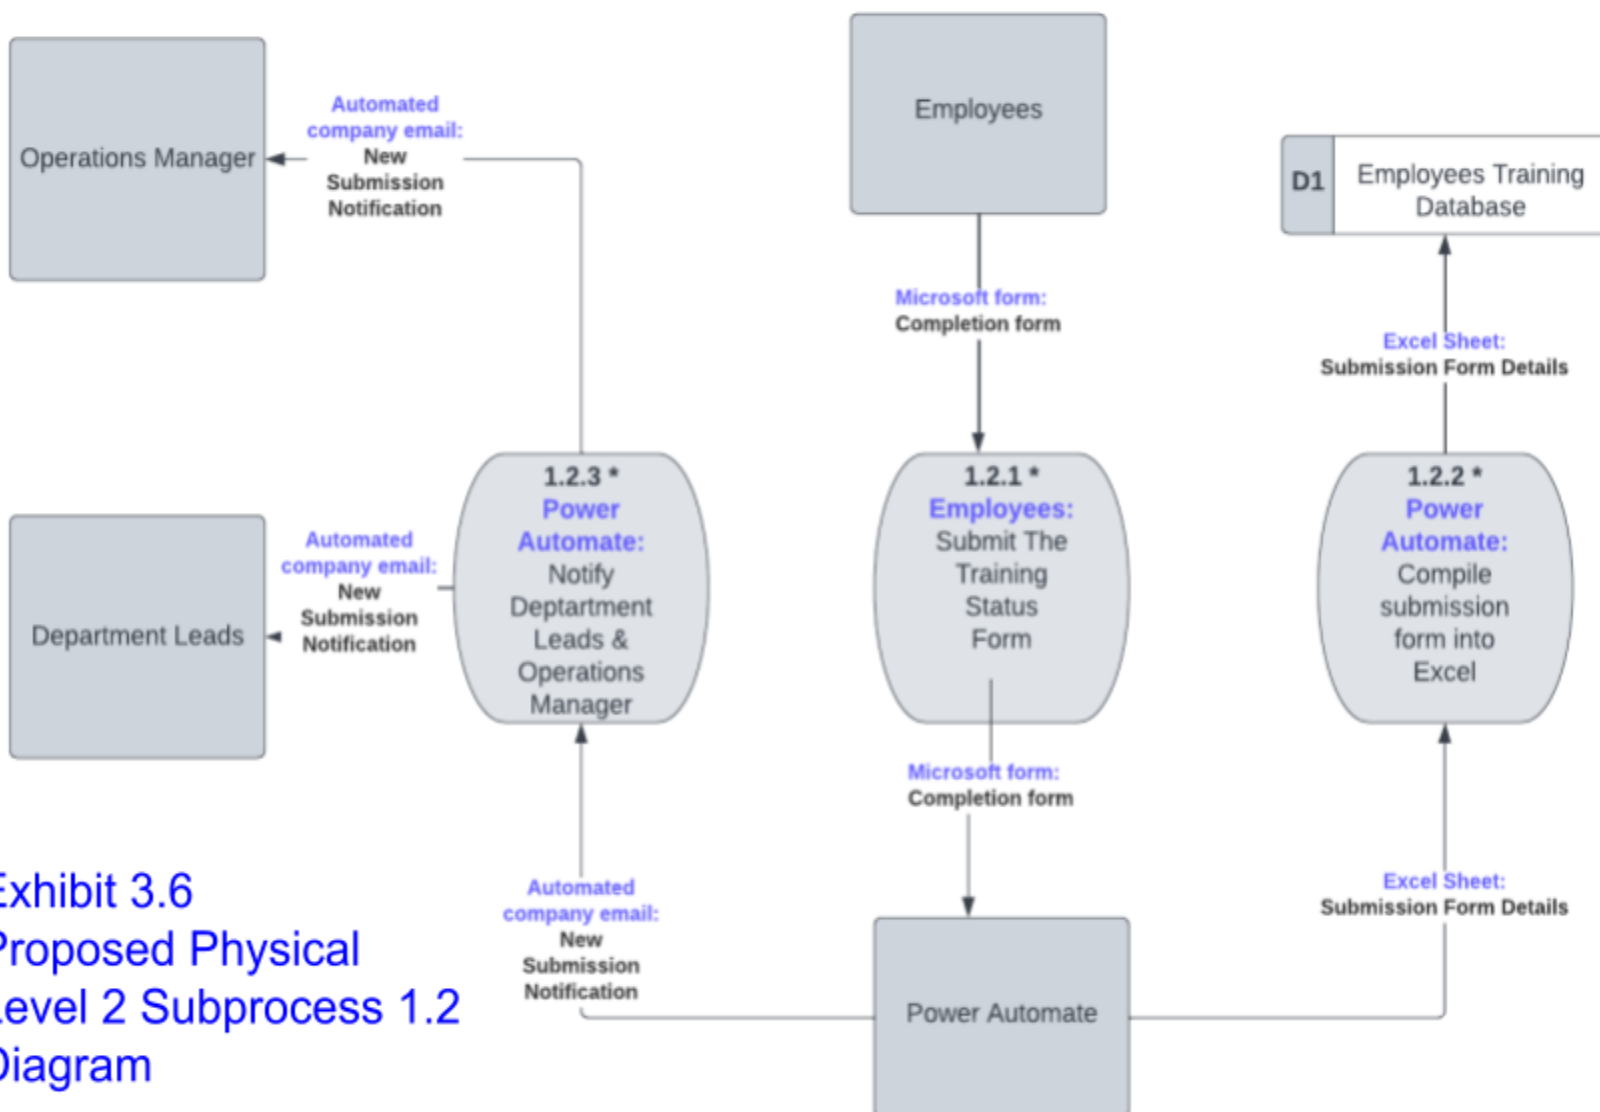 Employees
Automated
company email:
New
Submission
Notification
Operations Manager
D1
Employees Training
Database
Microsoft form:
Completion form
Excel Sheet:
Submission Form Details
1.2.3 *
Power
Automate:
Notify
Deptartment
Leads &
Operations
Manager
1.2.1 *
Employees:
Submit The
Training
Status
Form
1.2.2 *
Power
Automate:
Compile
submission
form into
Excel
Automated
company email:
New
Submission
Notification
Department Leads
Microsoft form:
Completion form
Automated
company email:
New
Submission
Notification
Excel Sheet:
Submission Form Details
Power Automate
Exhibit 3.6
Proposed Physical
Level 2 Subprocess 1.2
Diagram